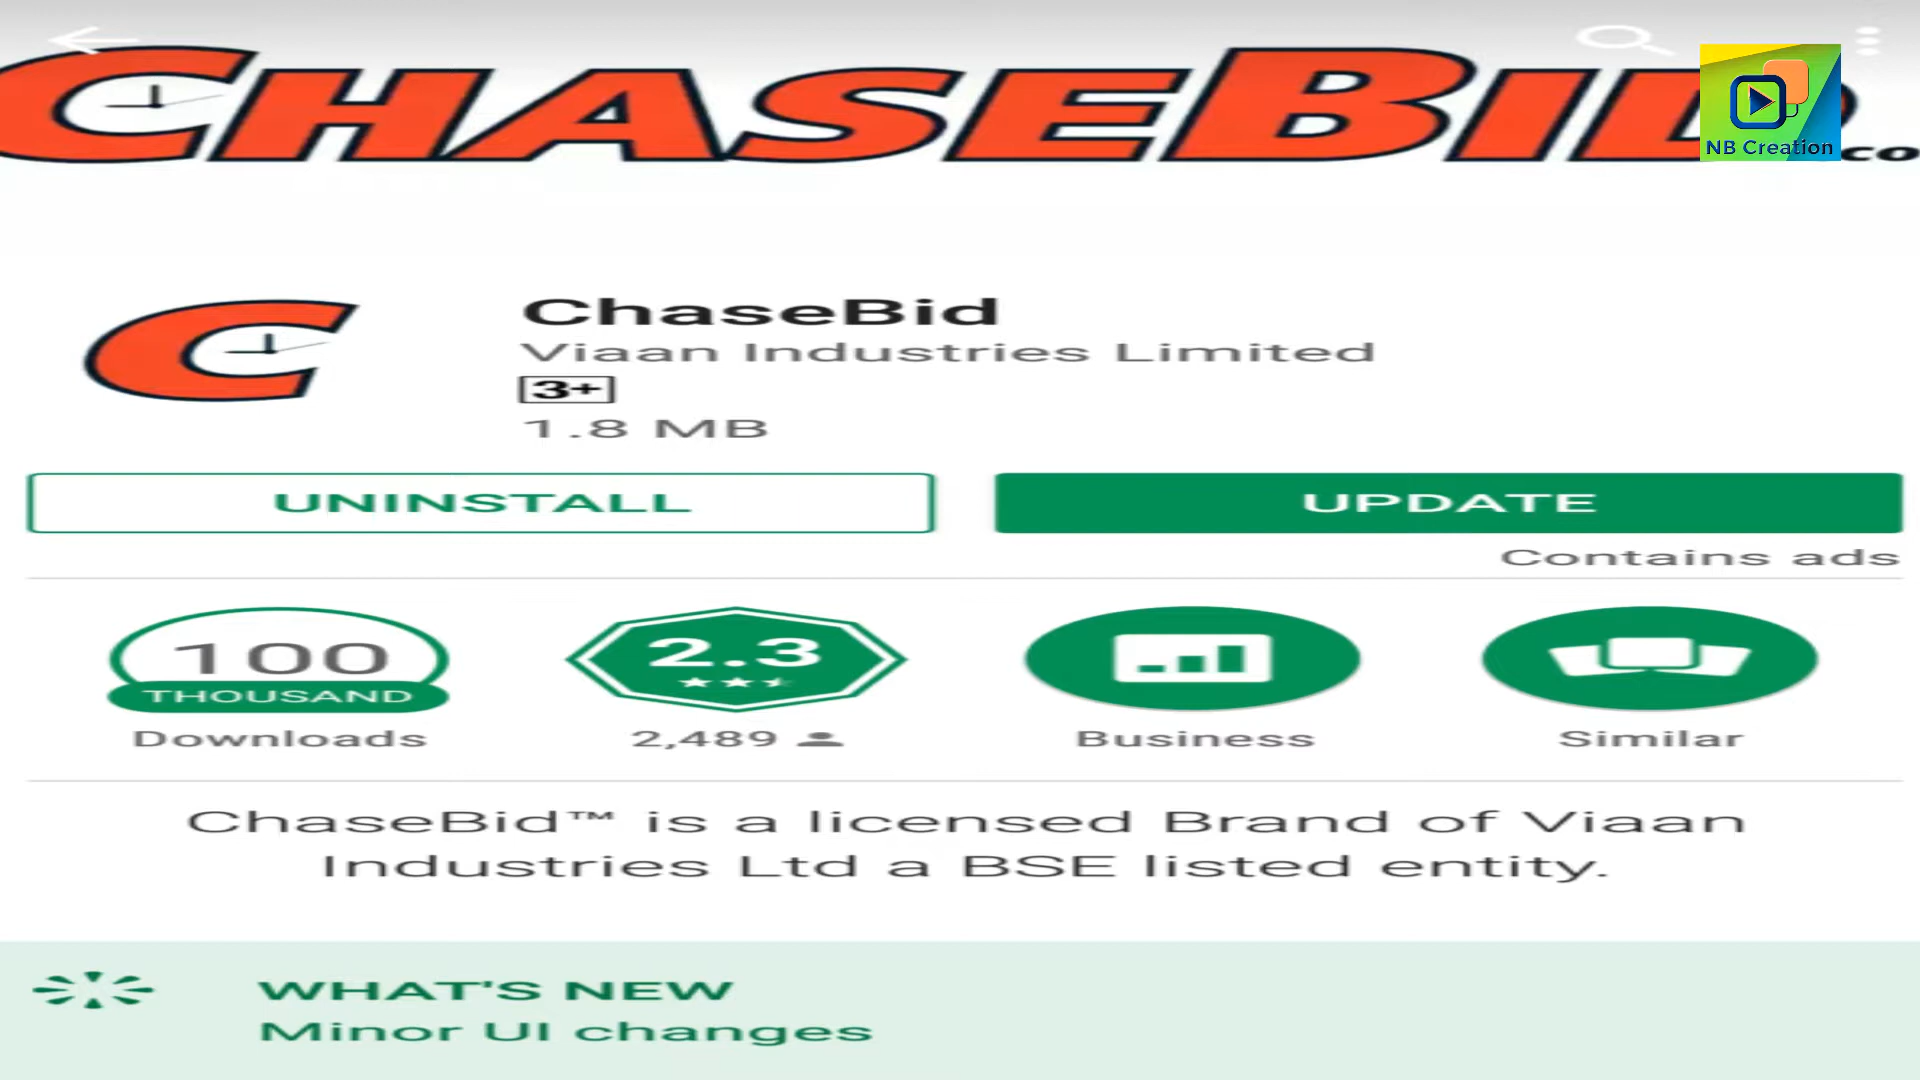 CHASEBID.co
NB Creation
ChaseBid
Viaan Industries Limited
3+
1.8 MB
UNINSTALL
UPDATE
Contains ads
100
THOUSAND
Downloads
2.3
2,489
Business
Similar
ChaseBid™ is a licensed Brand of Viaan
Industries Ltd a BSE listed entity.
WHAT'S NEW
Minor UI changes